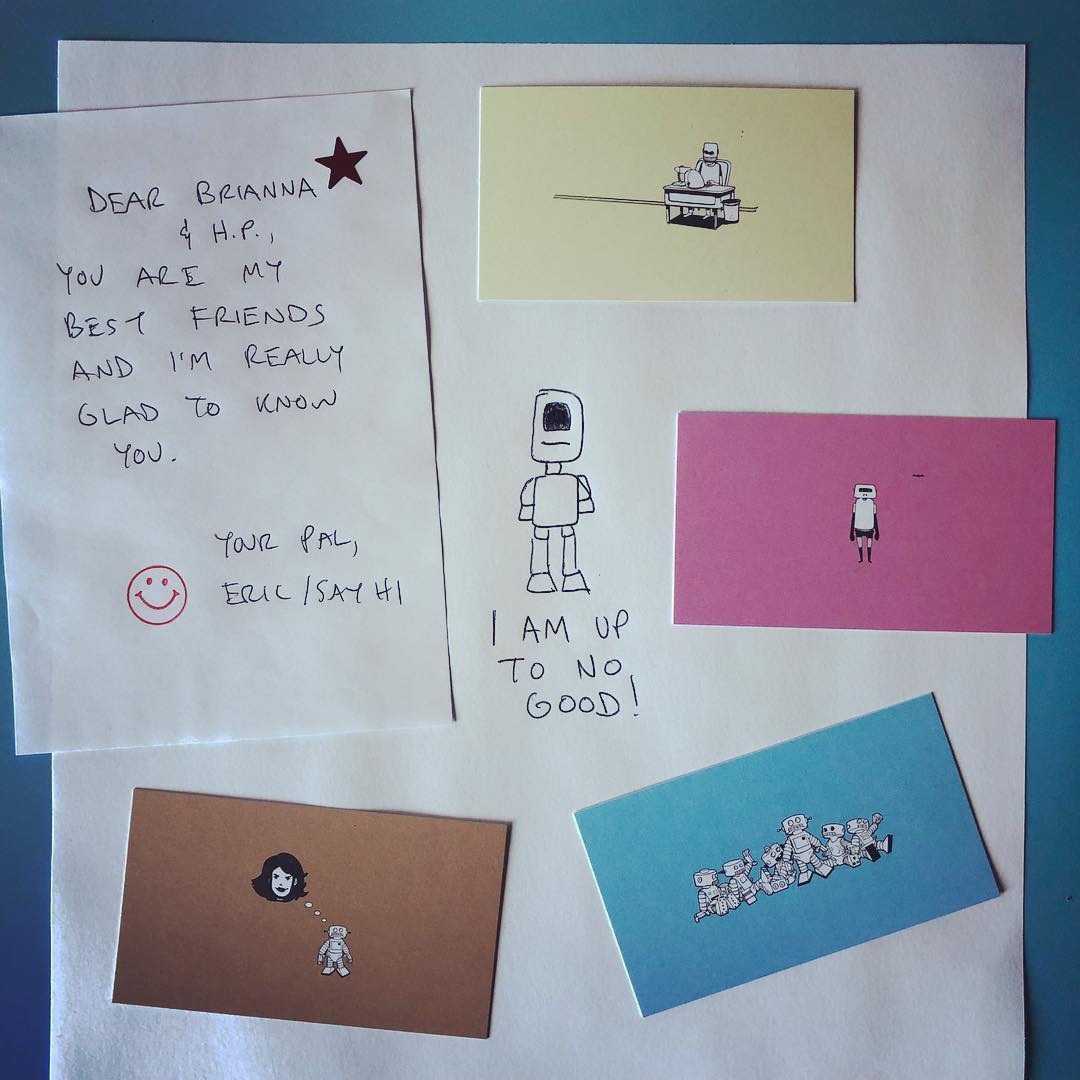 DEAR BRIANNA
& H.P.,
YOU ARE MY
BEST FRIENDS
AND I'M REALLY
GLAD TO KNOW
YOU.
YOUR PAL,
ERIC/SAY HI
I AM UP
TO NO
GOOD!